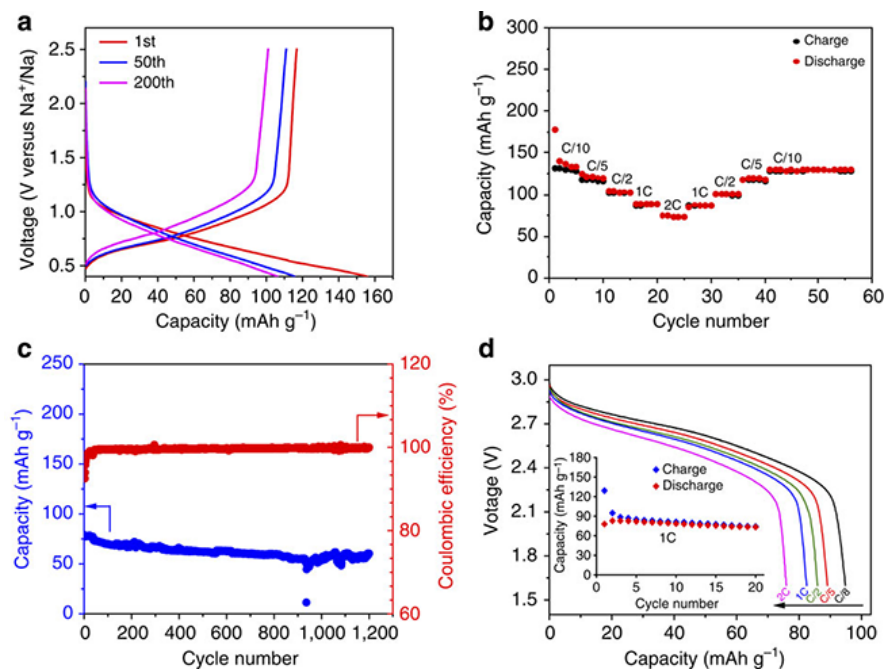 a
1st
50th
200th
2.5
2.0
1.5
1.0
0.5
Voltage (V versus Na⁺/Na)
0 20 40 60 80 100 120 140 160
Capacity (mAh g⁻¹)
b
Charge
Discharge
300
250
200
150
100
50
0
Capacity (mAh g⁻¹)
C/10
C/5
C/2
1C
2C
1C
C/2
C/5
C/10
0 10 20 30 40 50 60
Cycle number
c
250
200
150
100
75
50
0
Capacity (mAh g⁻¹)
120
100
80
60
Coulombic efficiency (%)
0 200 400 600 800 1,000 1,200
Cycle number
d
3.0
2.7
2.4
2.1
1.8
1.5
Votage (V)
Charge
Discharge
180
150
120
90
60
30
0
Capacity (mAh g⁻¹)
1C
0 5 10 15 20
Cycle number
2C
1C
C/2
C/5
C/8
0 20 40 60 80 100
Capacity (mAh g⁻¹)